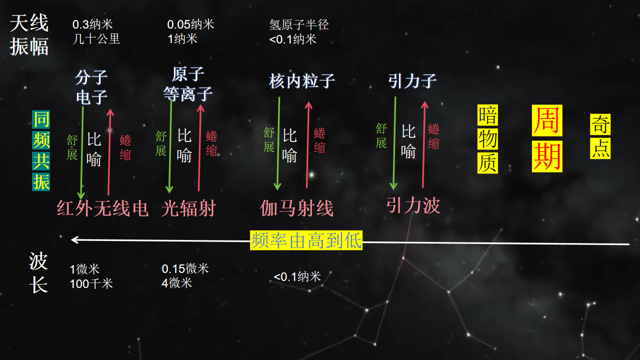 天线
振幅
0.3纳米
几十公里
0.05纳米
1纳米
氢原子半径
<0.1纳米
分子
电子
原子
等离子
核内粒子
引力子
同频共振
舒展
比喻
蜷缩
舒展
比喻
蜷缩
舒展
比喻
蜷缩
舒展
比喻
蜷缩
暗物质
周期
奇点
红外无线电
光辐射
伽马射线
引力波
频率由高到低
波长
1微米
100千米
0.15微米
4微米
<0.1纳米